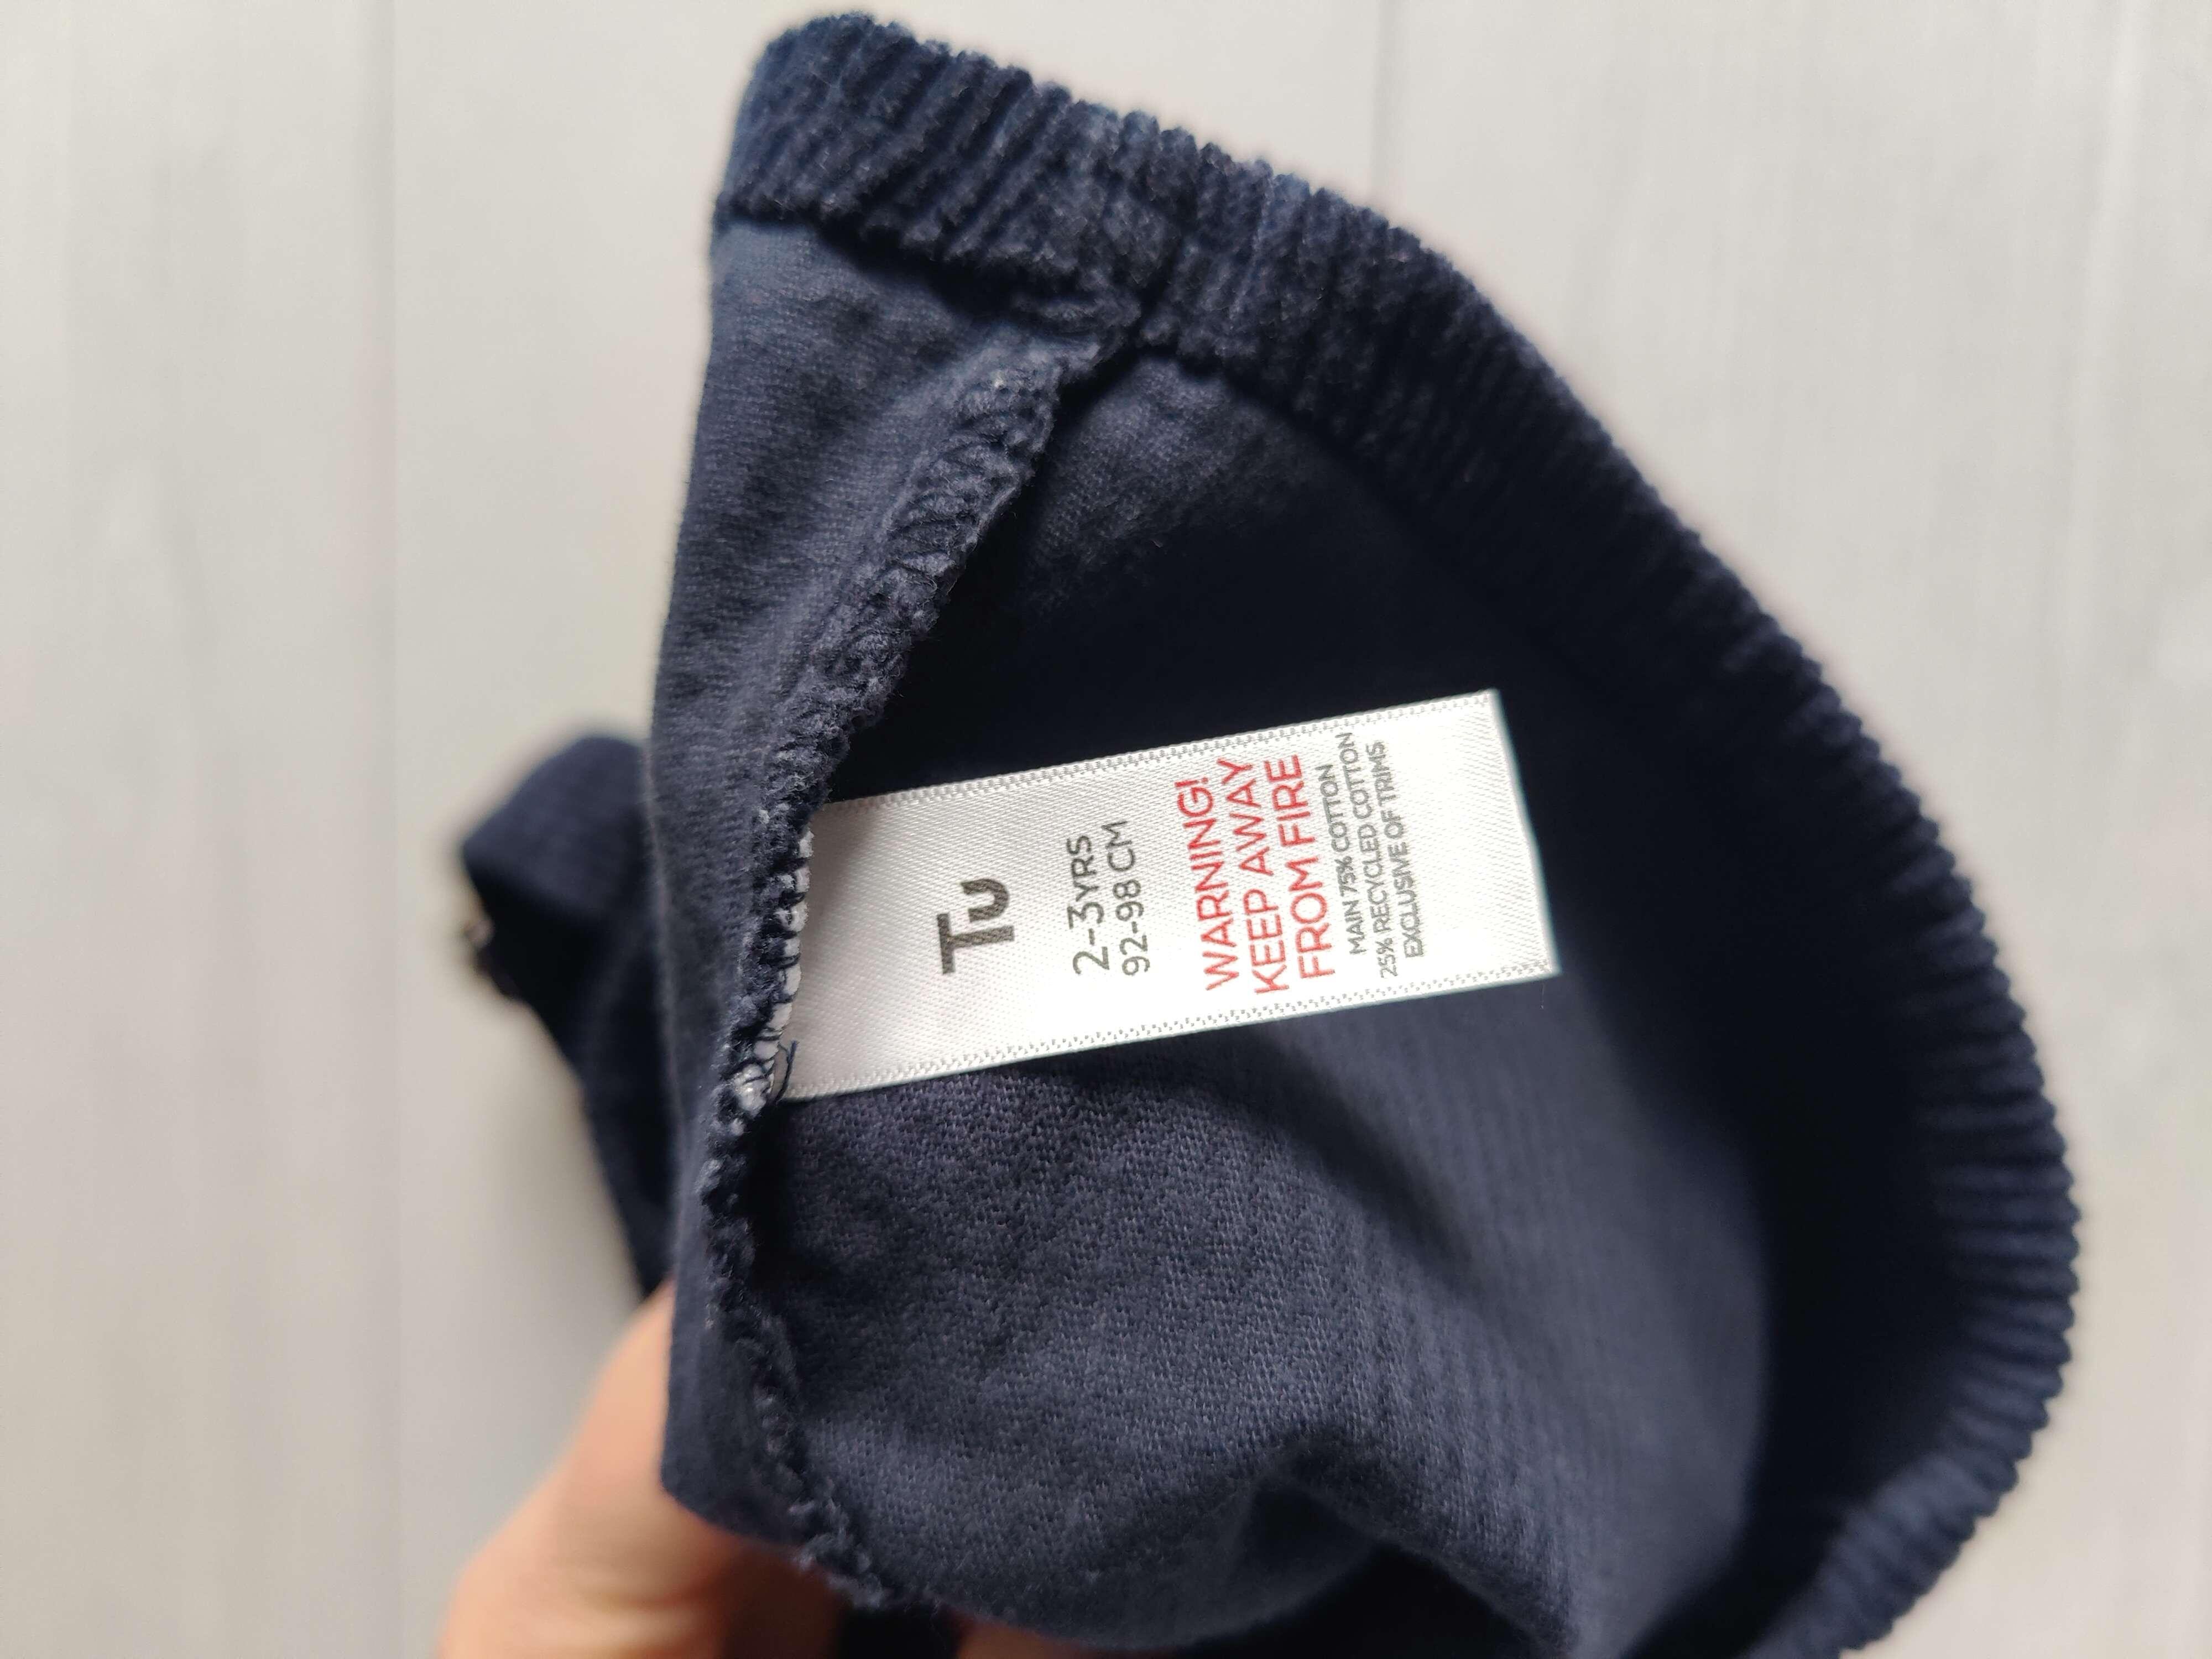 Tu
2-3YRS
92-98 CM
WARNING!
KEEP AWAY
FROM FIRE
MAIN 75% COTTON
25% RECYCLED COTTON
EXCLUSIVE OF TRIMS